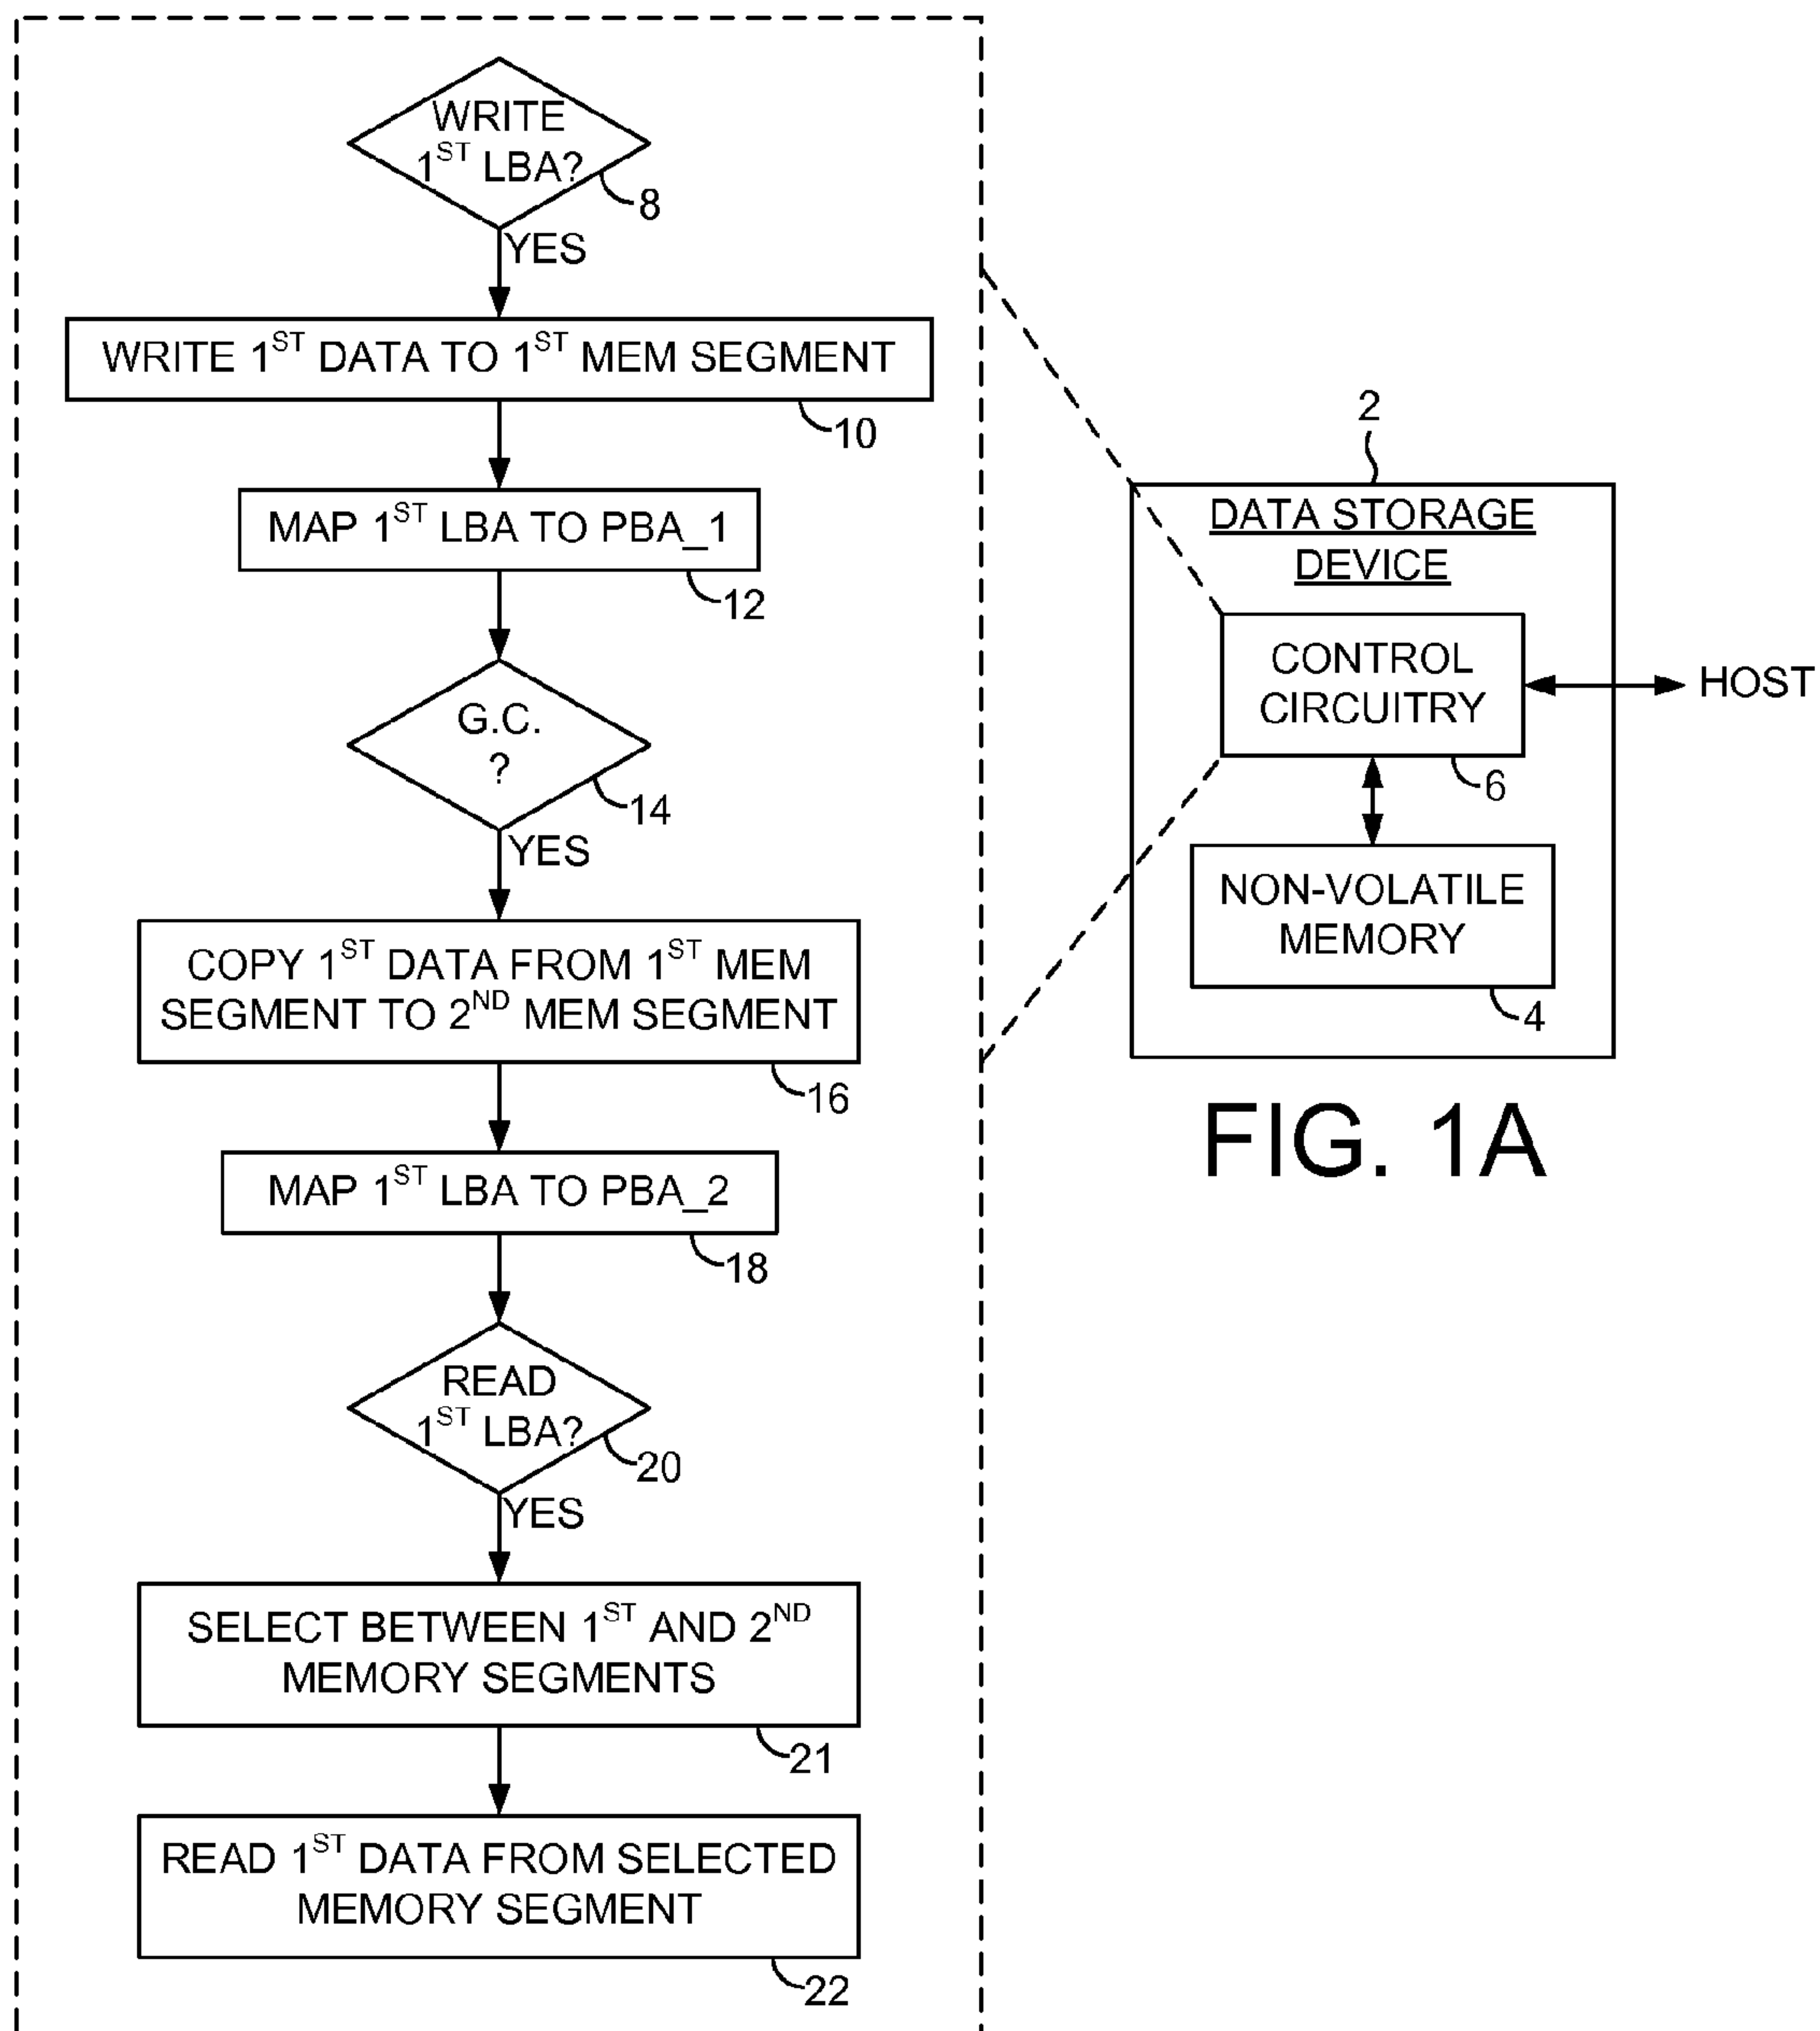 WRITE
1ST LBA?
8
YES
WRITE 1ST DATA TO 1ST MEM SEGMENT
10
MAP 1ST LBA TO PBA_1
12
G.C.
?
14
YES
COPY 1ST DATA FROM 1ST MEM
SEGMENT TO 2ND MEM SEGMENT
16
MAP 1ST LBA TO PBA_2
18
READ
1ST LBA?
20
YES
SELECT BETWEEN 1ST AND 2ND
MEMORY SEGMENTS
21
READ 1ST DATA FROM SELECTED
MEMORY SEGMENT
22
2
DATA STORAGE
DEVICE
CONTROL
CIRCUITRY
6
HOST
NON-VOLATILE
MEMORY
4
FIG. 1A